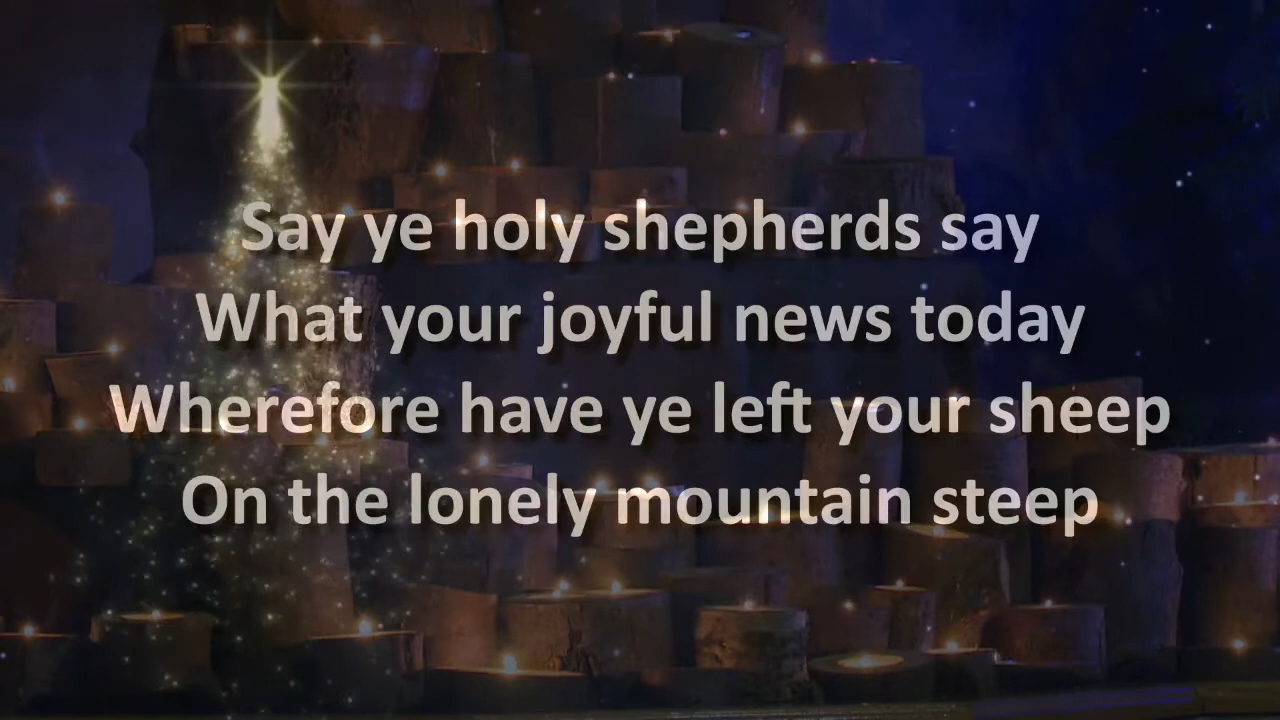 Say ye holy shepherds say
What your joyful news today
Wherefore have ye left your sheep
On the lonely mountain steep